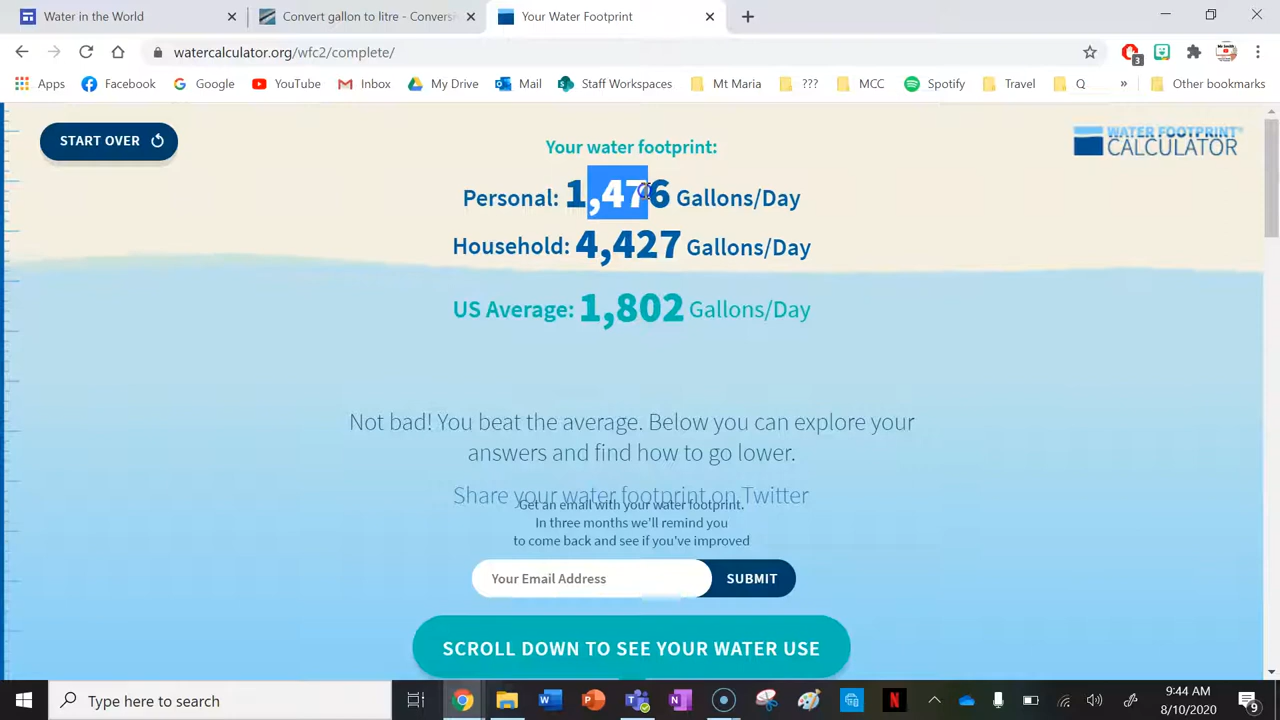 Water in the World
Convert gallon to litre - Convers
Your Water Footprint
watercalculator.org/wfc2/complete/
3
Apps
Facebook
Google
YouTube
Inbox
My Drive
Mail
Staff Workspaces
Mt Maria
???
MCC
Spotify
Travel
Q
»
Other bookmarks
START OVER
WATER FOOTPRINT
CALCULATOR
Your water footprint:
Personal: 1,476 Gallons/Day
Household: 4,427 Gallons/Day
US Average: 1,802 Gallons/Day
Not bad! You beat the average. Below you can explore your
answers and find how to go lower.
Share your water footprint on Twitter
Get an email with your water footprint.
In three months we'll remind you
to come back and see if you've improved
Your Email Address
SUBMIT
SCROLL DOWN TO SEE YOUR WATER USE
Type here to search
9:44 AM
8/10/2020
9